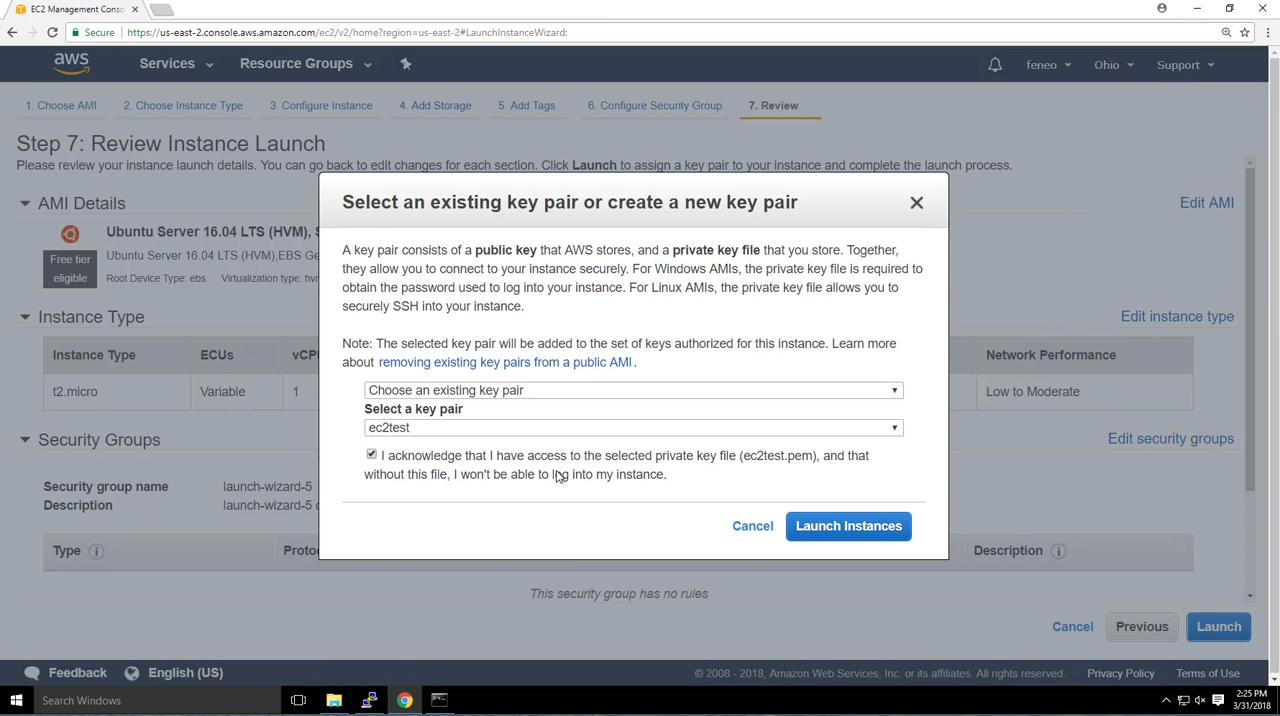 EC2 Management Conso
Secure
https://us-east-2.console.aws.amazon.com/ec2/v2/home?region=us-east-2#LaunchInstanceWizard:
aws
Services
Resource Groups
feneo
Ohio
Support
1. Choose AMI
2. Choose Instance Type
3. Configure Instance
4. Add Storage
5. Add Tags
6. Configure Security Group
7. Review
Step 7: Review Instance Launch
Please review your instance launch details. You can go back to edit changes for each section. Click Launch to assign a key pair to your instance and complete the launch process.
AMI Details
Edit AMI
Ubuntu Server 16.04 LTS (HVM), S
Free tier
eligible
Ubuntu Server 16.04 LTS (HVM),EBS Ge
Root Device Type: ebs
Virtualization type: hvm
Instance Type
Edit instance type
Instance Type
ECUs
vCP
Network Performance
t2.micro
Variable
1
Low to Moderate
Security Groups
Edit security groups
Security group name
launch-wizard-5
Description
launch-wizard-5 c
Type
Protoc
Description
This security group has no rules
Select an existing key pair or create a new key pair
A key pair consists of a public key that AWS stores, and a private key file that you store. Together,
they allow you to connect to your instance securely. For Windows AMIs, the private key file is required to
obtain the password used to log into your instance. For Linux AMIs, the private key file allows you to
securely SSH into your instance.
Note: The selected key pair will be added to the set of keys authorized for this instance. Learn more
about removing existing key pairs from a public AMI .
Choose an existing key pair
Select a key pair
ec2test
I acknowledge that I have access to the selected private key file (ec2test.pem), and that
without this file, I won't be able to log into my instance.
Cancel
Launch Instances
Cancel
Previous
Launch
Feedback
English (US)
© 2008 - 2018, Amazon Web Services, Inc. or its affiliates. All rights reserved.
Privacy Policy
Terms of Use
Search Windows
2:25 PM
3/31/2018